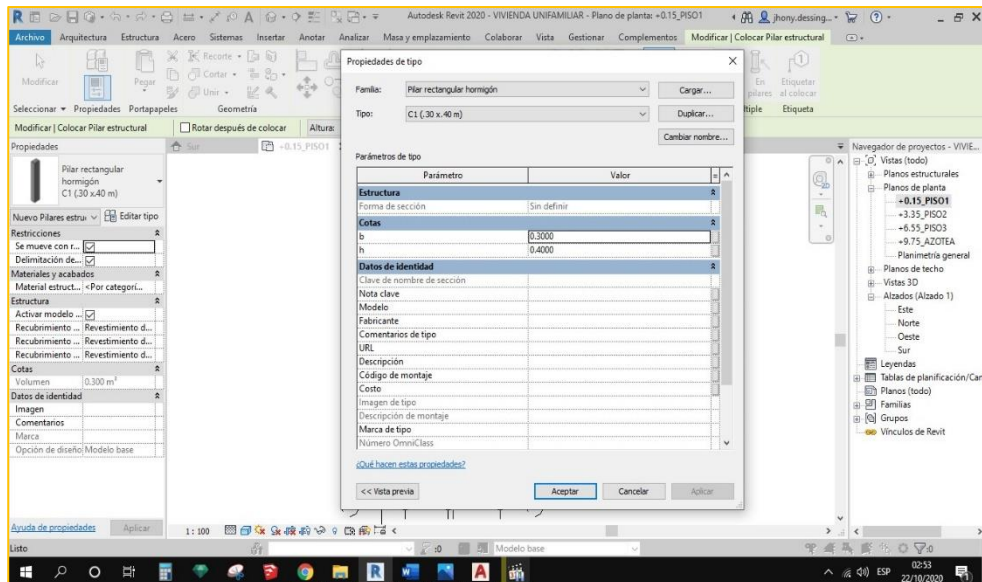 Autodesk Revit 2020 - VIVIENDA UNIFAMILIAR - Plano de planta: +0.15_PISO1
jhony.dessing...
Archivo Arquitectura Estructura Acero Sistemas Insertar Anotar Analizar Masa y emplazamiento Colaborar Vista Gestionar Complementos Modificar | Colocar Pilar estructural
Modificar
Pegar
Recorte
Cortar
Unir
En pilares
Etiquetar al colocar
Seleccionar Propiedades Portapapeles Geometría Etiqueta
Modificar | Colocar Pilar estructural Rotar después de colocar Altura:
Propiedades
Sur
+0.15_PISO1
Pilar rectangular
hormigón
C1 (.30 x.40 m)
Nuevo Pilares estru Editar tipo
Restricciones
Se mueve con r...
Delimitación de...
Materiales y acabados
Material estruct... <Por categorí...
Estructura
Activar modelo ...
Recubrimiento ... Revestimiento d...
Recubrimiento ... Revestimiento d...
Recubrimiento ... Revestimiento d...
Cotas
Volumen 0.300 m³
Datos de identidad
Imagen
Comentarios
Marca
Opción de diseño Modelo base
Ayuda de propiedades Aplicar
Propiedades de tipo
Familia: Pilar rectangular hormigón Cargar...
Tipo: C1 (.30 x.40 m) Duplicar...
Cambiar nombre...
Parámetros de tipo
Parámetro Valor =
Estructura
Forma de sección Sin definir
Cotas
b 0.3000
h 0.4000
Datos de identidad
Clave de nombre de sección
Nota clave
Modelo
Fabricante
Comentarios de tipo
URL
Descripción
Código de montaje
Costo
Imagen de tipo
Descripción de montaje
Marca de tipo
Número OmniClass
¿Qué hacen estas propiedades?
<< Vista previa Aceptar Cancelar Aplicar
Navegador de proyectos - VIVIE...
Vistas (todo)
Planos estructurales
Planos de planta
+0.15_PISO1
+3.35_PISO2
+6.55_PISO3
+9.75_AZOTEA
Planimetría general
Planos de techo
Vistas 3D
Alzados (Alzado 1)
Este
Norte
Oeste
Sur
Leyendas
Tablas de planificación/Can
Planos (todo)
Familias
Grupos
Vínculos de Revit
1 : 100
Listo :0 Modelo base :0
ESP 02:53
22/10/2020